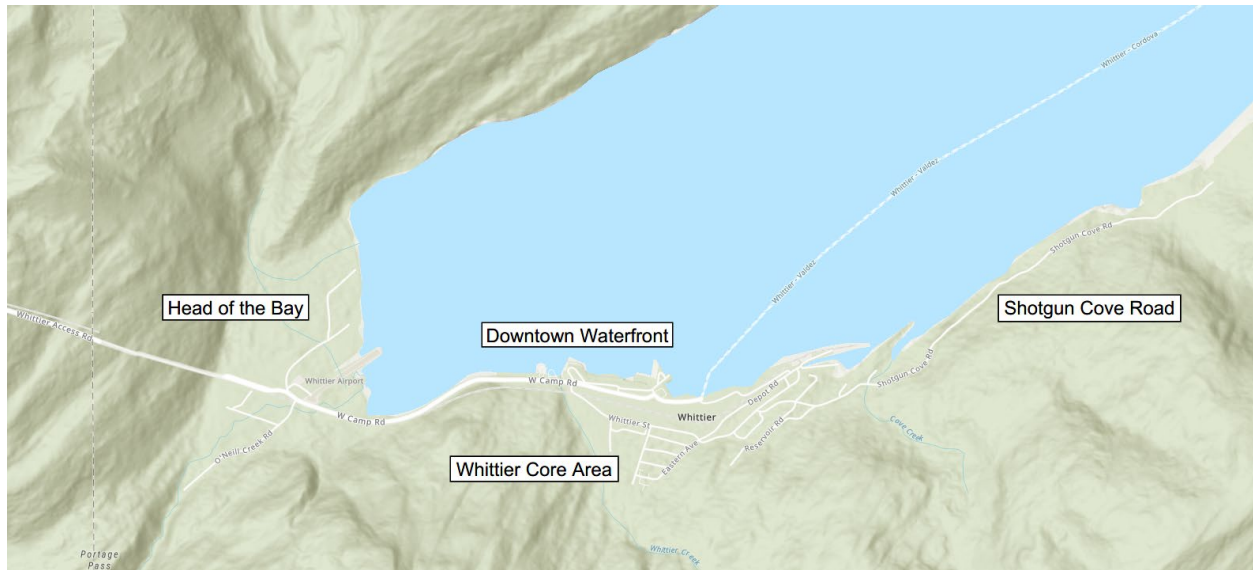 Whittier - Cordova
Whittier - Valdez
Shotgun Cove Rd
Whittier - Valdez
Head of the Bay
Shotgun Cove Road
Whittier Access Rd
Downtown Waterfront
Shotgun Cove Rd
Whittier Airport
W Camp Rd
Depot Rd
W Camp Rd
Whittier St
Whittier
Reservoir Rd
Cove Creek
O'Neill Creek Rd
Eastern Ave
Whittier Core Area
Whittier Creek
Portage
Pass